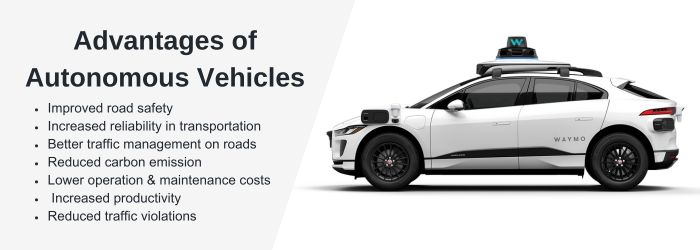 Advantages of
Autonomous Vehicles
• Improved road safety
• Increased reliability in transportation
• Better traffic management on roads
• Reduced carbon emission
• Lower operation & maintenance costs
• Increased productivity
• Reduced traffic violations
WAYMO